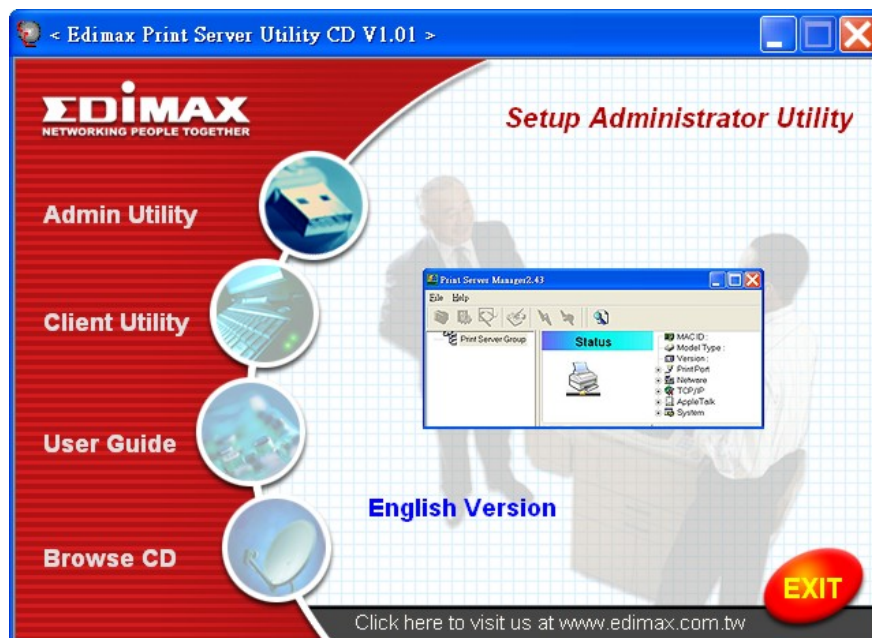 < Edimax Print Server Utility CD V1.01 >
EDiMAX
NETWORKING PEOPLE TOGETHER
Setup Administrator Utility
Admin Utility
Client Utility
User Guide
Browse CD
Print Server Manager2.43
File Help
Print Server Group
Status
MAC ID :
Model Type :
Version :
PrintPort
Netware
TCP/IP
AppleTalk
System
English Version
EXIT
Click here to visit us at www.edimax.com.tw